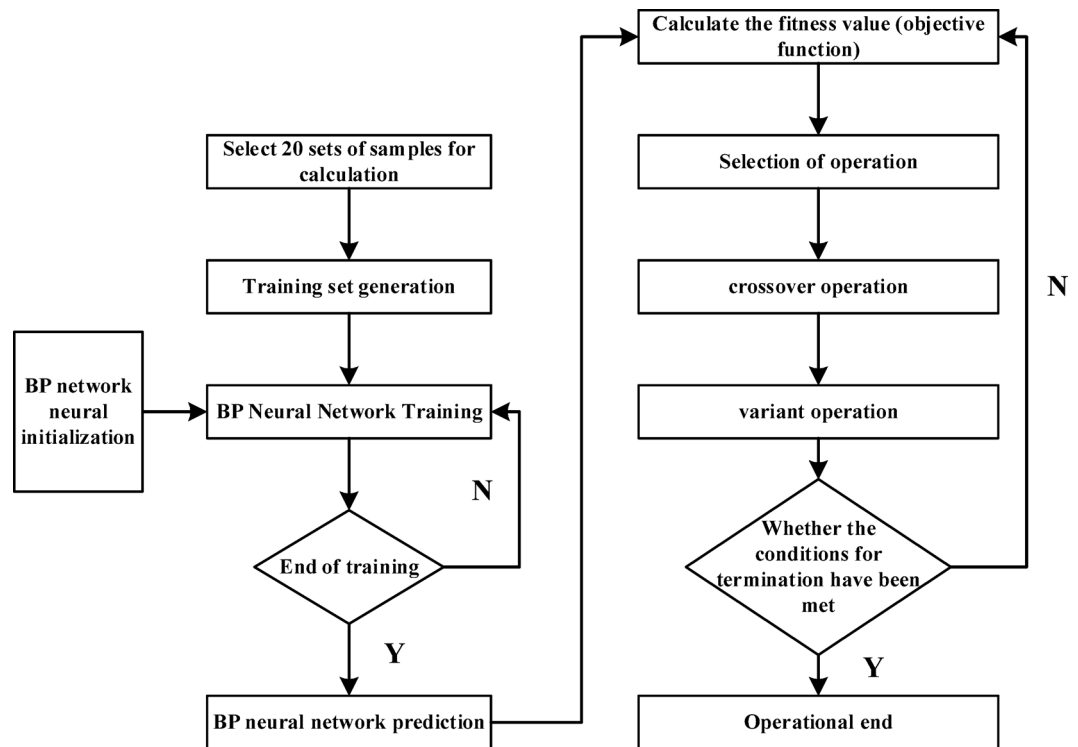 Select 20 sets of samples for
calculation
Training set generation
BP network
neural
initialization
BP Neural Network Training
N
End of training
Y
BP neural network prediction
Calculate the fitness value (objective
function)
Selection of operation
crossover operation
N
variant operation
Whether the
conditions for
termination have been
met
Y
Operational end